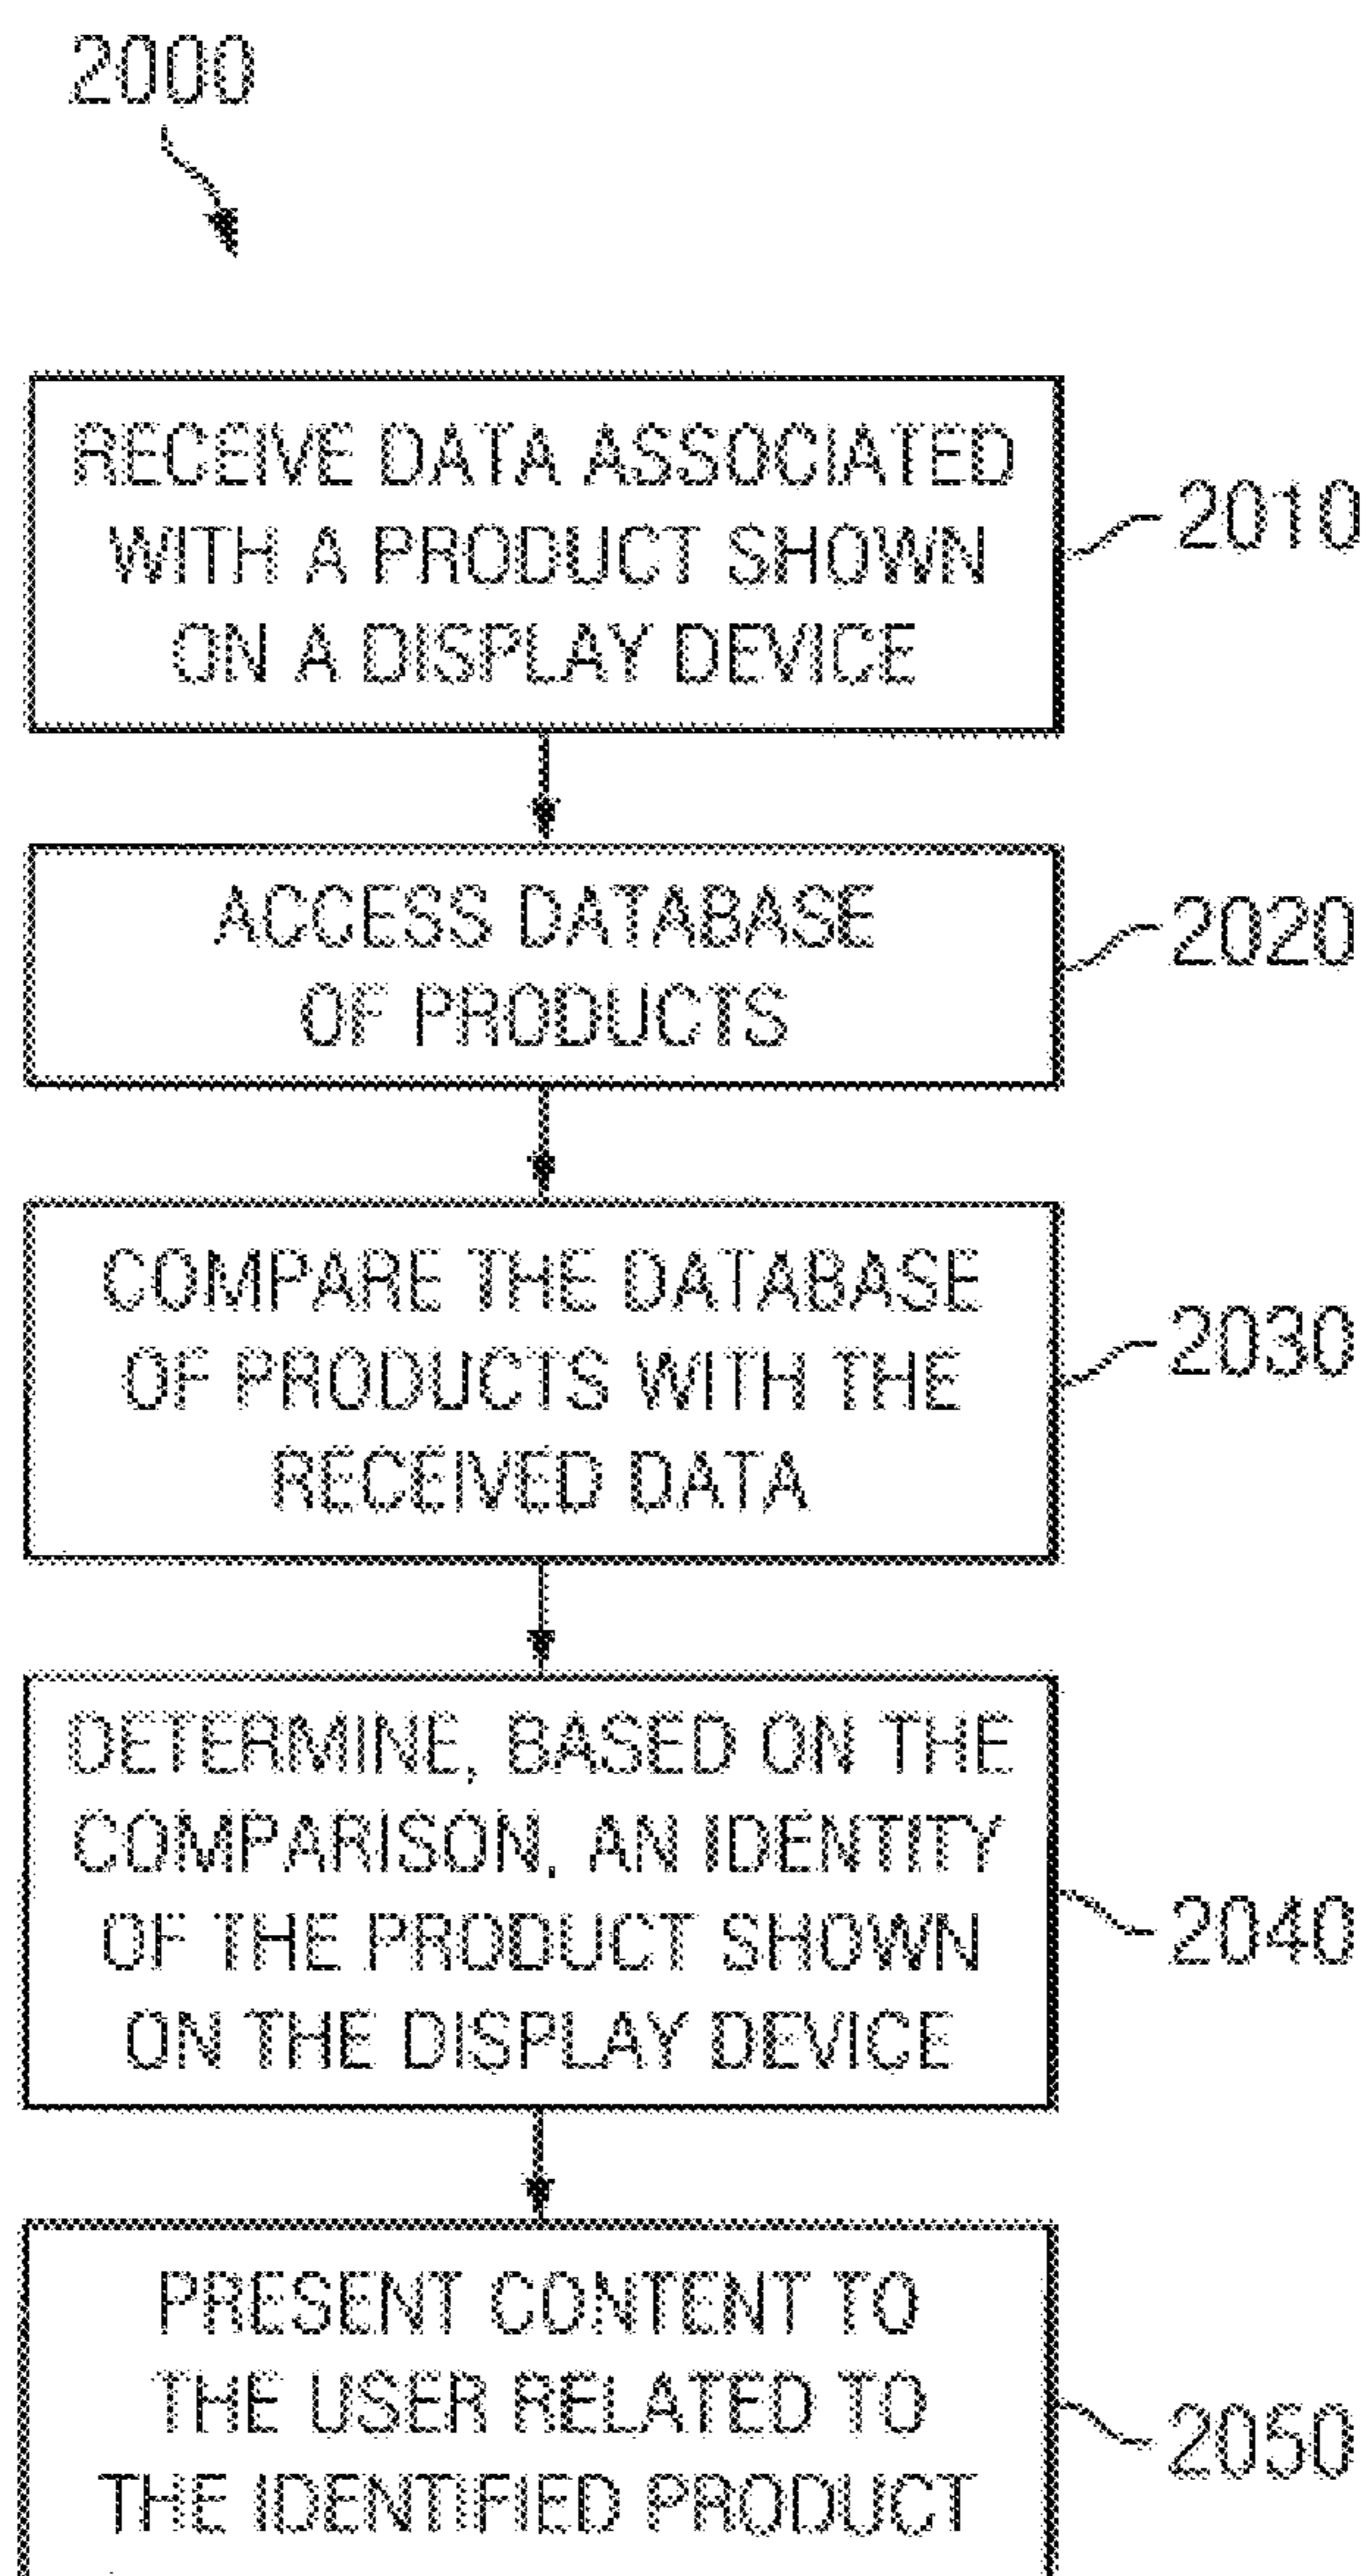 2000
RECEIVE DATA ASSOCIATED
WITH A PRODUCT SHOWN
ON A DISPLAY DEVICE
2010
ACCESS DATABASE
OF PRODUCTS
2020
COMPARE THE DATABASE
OF PRODUCTS WITH THE
RECEIVED DATA
2030
DETERMINE, BASED ON THE
COMPARISON, AN IDENTITY
OF THE PRODUCT SHOWN
ON THE DISPLAY DEVICE
2040
PRESENT CONTENT TO
THE USER RELATED TO
THE IDENTIFIED PRODUCT
2050